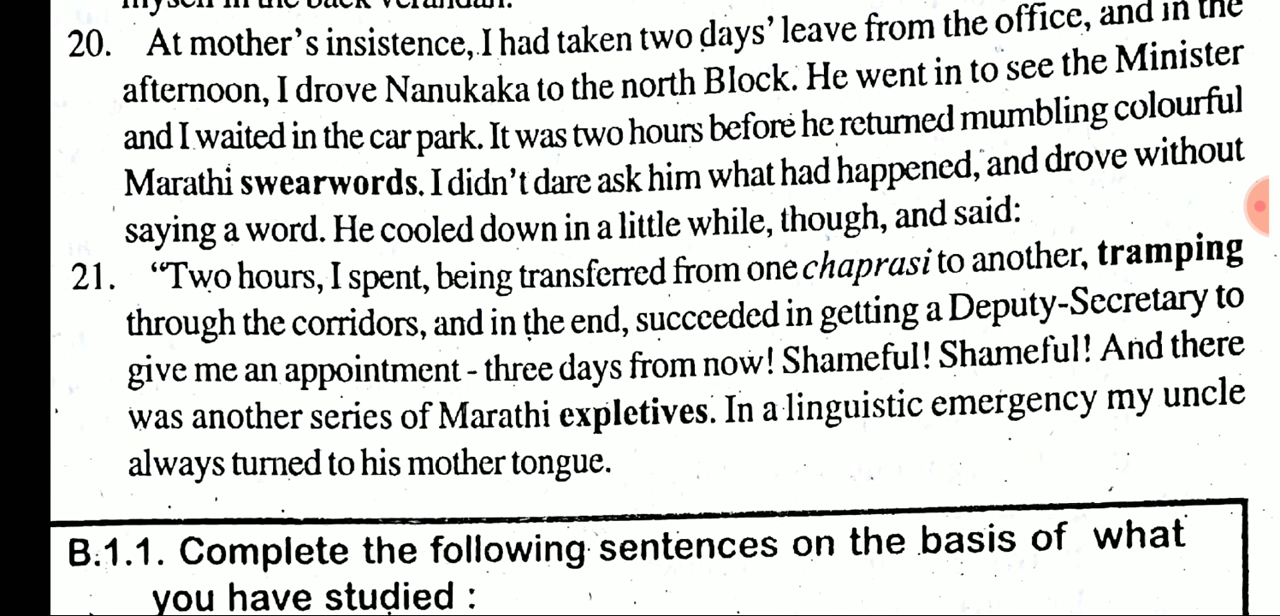 myself in the back verandah.
20. At mother's insistence, I had taken two days' leave from the office, and in the
afternoon, I drove Nanukaka to the north Block. He went in to see the Minister
and I waited in the car park. It was two hours before he returned mumbling colourful
Marathi swearwords. I didn't dare ask him what had happened, and drove without
saying a word. He cooled down in a little while, though, and said:
21. “Two hours, I spent, being transferred from one chaprasi to another, tramping
through the corridors, and in the end, succeeded in getting a Deputy-Secretary to
give me an appointment - three days from now! Shameful! Shameful! And there
was another series of Marathi expletives. In a linguistic emergency my uncle
always turned to his mother tongue.
B.1.1. Complete the following sentences on the basis of what
you have studied :